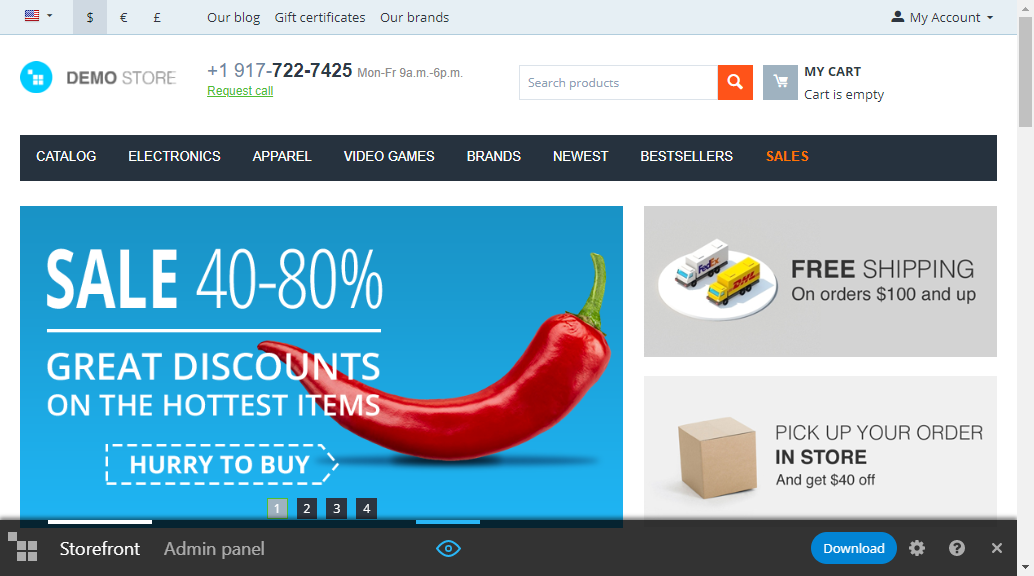 $ € £ Our blog Gift certificates Our brands My Account
DEMO STORE
+1 917-722-7425 Mon-Fr 9a.m.-6p.m.
Request call
Search products
MY CART
Cart is empty
CATALOG ELECTRONICS APPAREL VIDEO GAMES BRANDS NEWEST BESTSELLERS SALES
SALE 40-80%
GREAT DISCOUNTS
ON THE HOTTEST ITEMS
HURRY TO BUY
1 2 3 4
FedEx
DHL
FREE SHIPPING
On orders $100 and up
PICK UP YOUR ORDER
IN STORE
And get $40 off
Storefront Admin panel Download ? ×